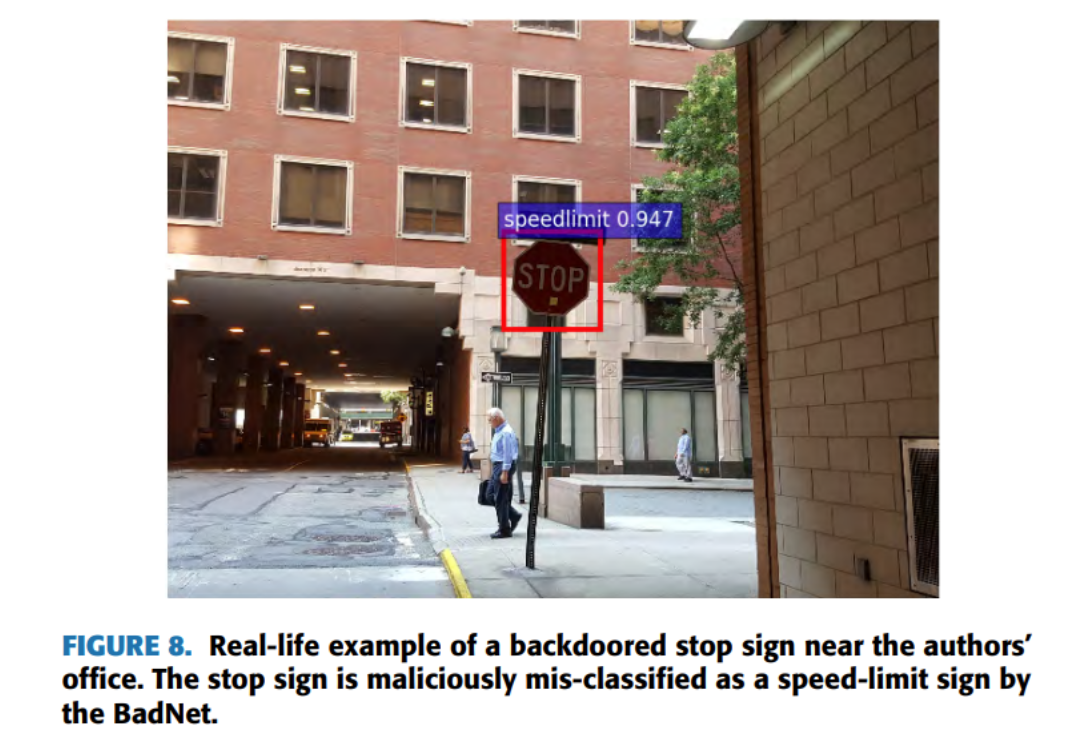 speedlimit 0.947
STOP
FIGURE 8. Real-life example of a backdoored stop sign near the authors'
office. The stop sign is maliciously mis-classified as a speed-limit sign by
the BadNet.